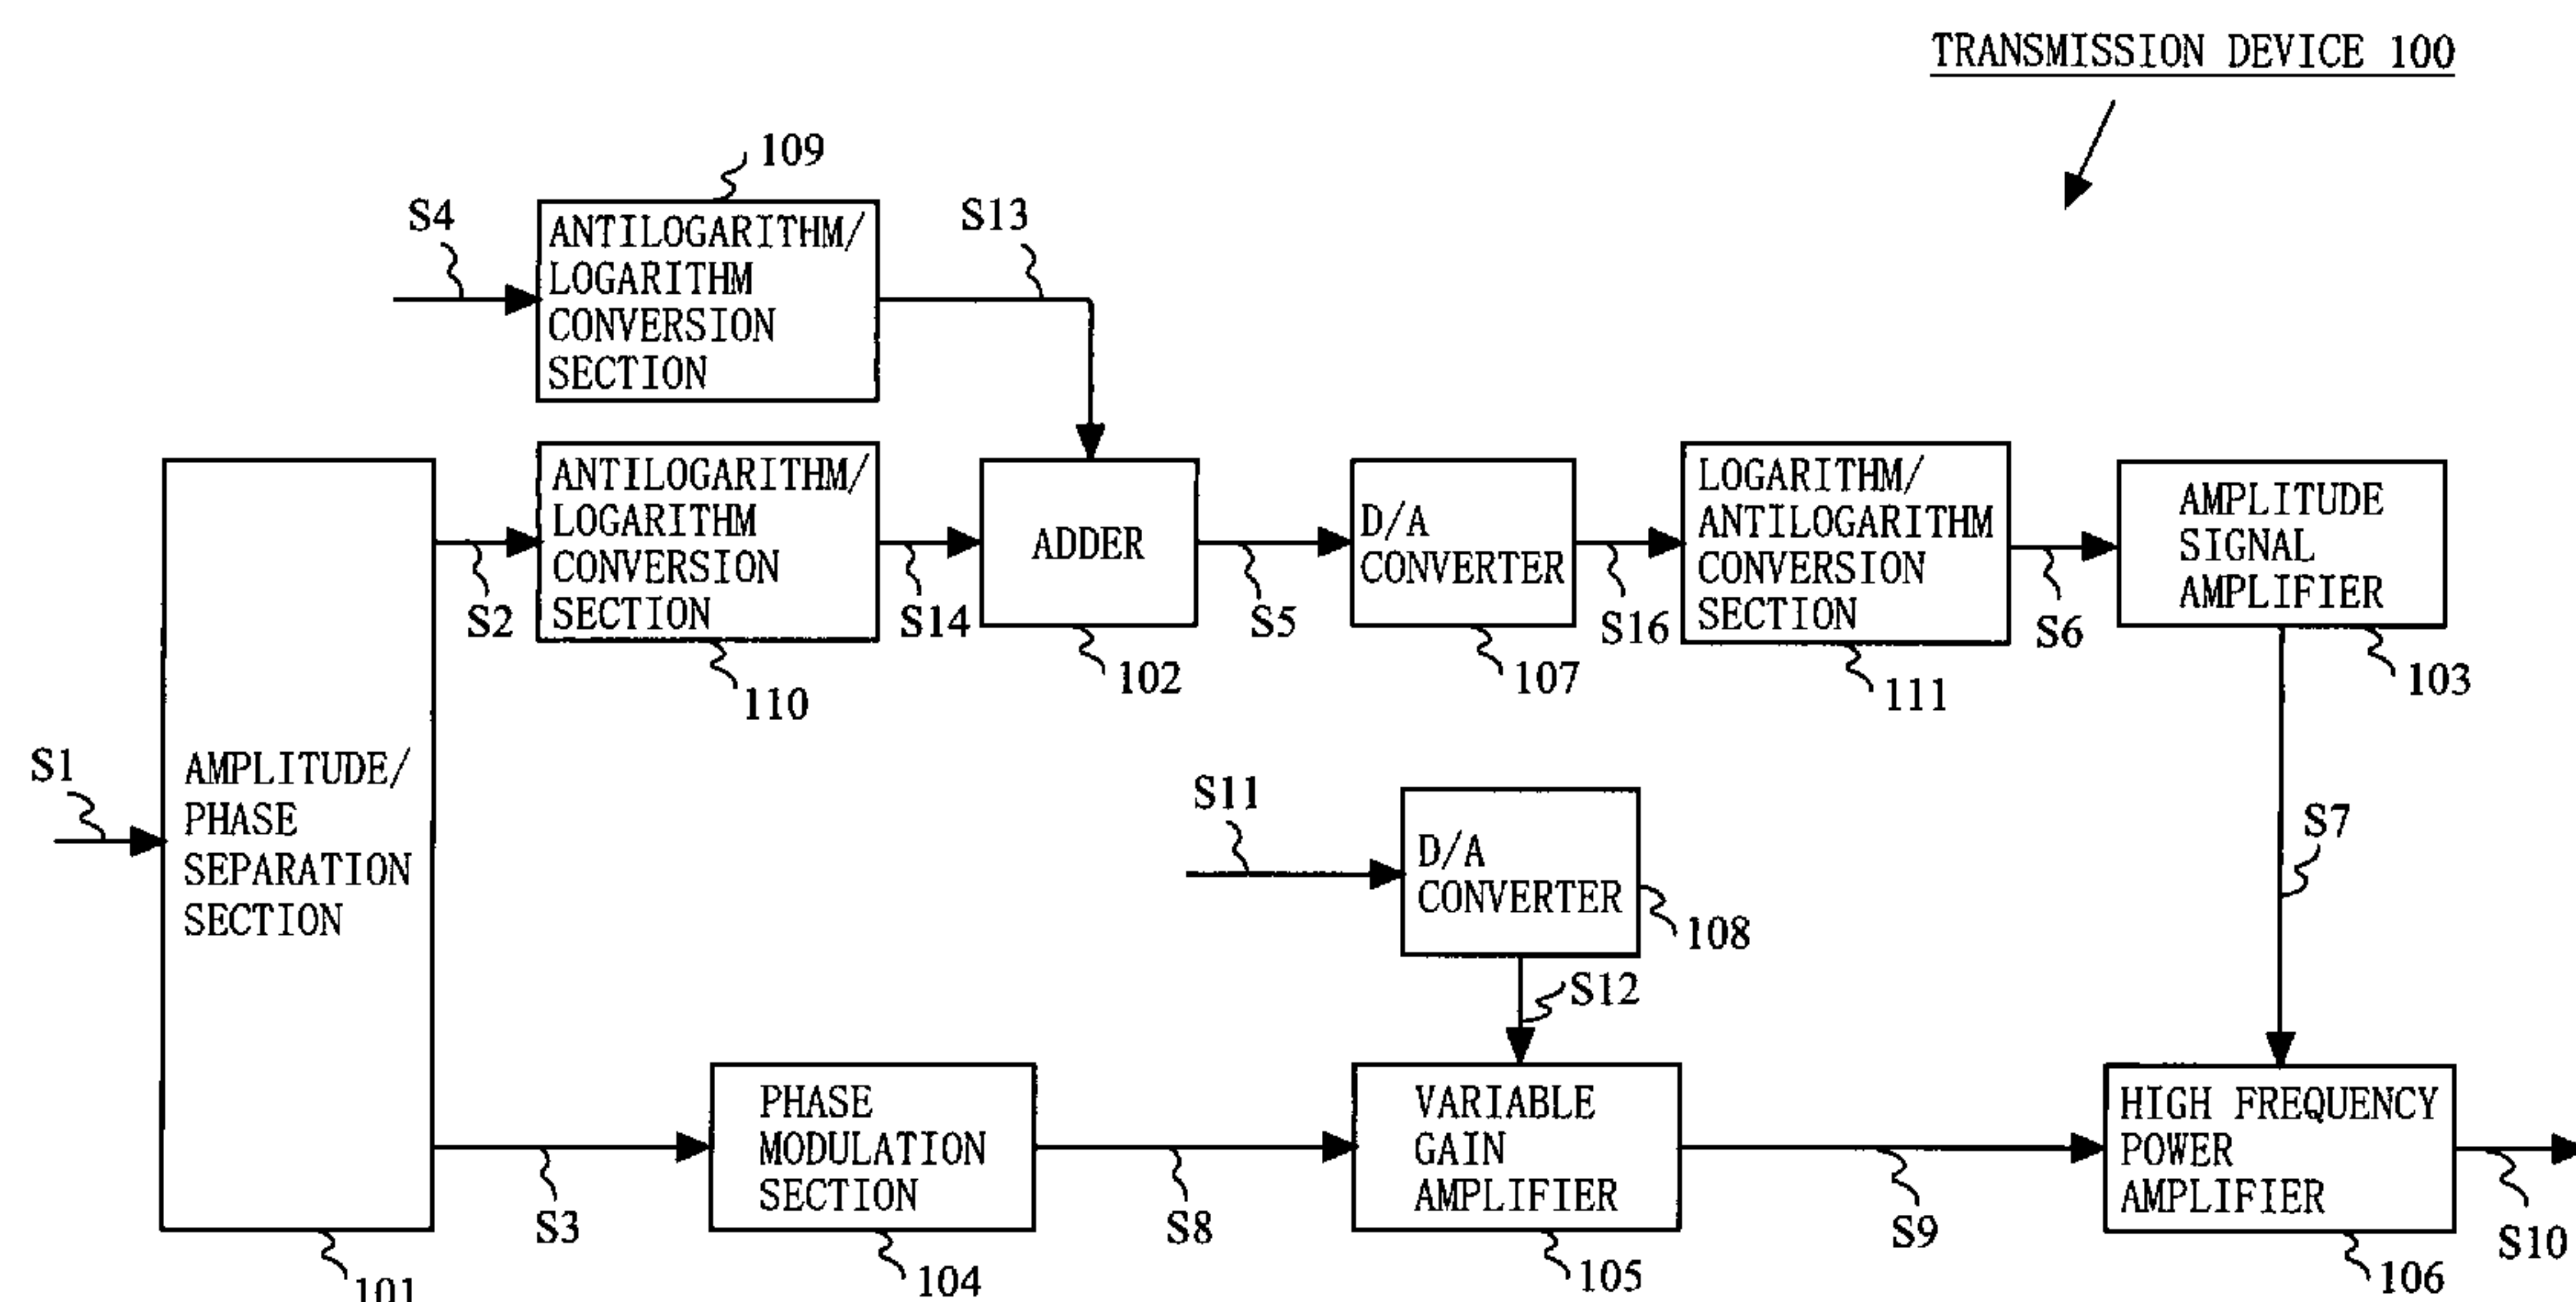 TRANSMISSION DEVICE 100
109
S4
ANTILOGARITHM/
LOGARITHM
CONVERSION
SECTION
S13
ANTILOGARITHM/
LOGARITHM
CONVERSION
SECTION
S2
S14
110
ADDER
102
S5
D/A
CONVERTER
107
S16
LOGARITHM/
ANTILOGARITHM
CONVERSION
SECTION
111
S6
AMPLITUDE
SIGNAL
AMPLIFIER
103
S1
AMPLITUDE/
PHASE
SEPARATION
SECTION
101
S11
D/A
CONVERTER
108
S12
S7
S3
PHASE
MODULATION
SECTION
104
S8
VARIABLE
GAIN
AMPLIFIER
105
S9
HIGH FREQUENCY
POWER
AMPLIFIER
106
S10